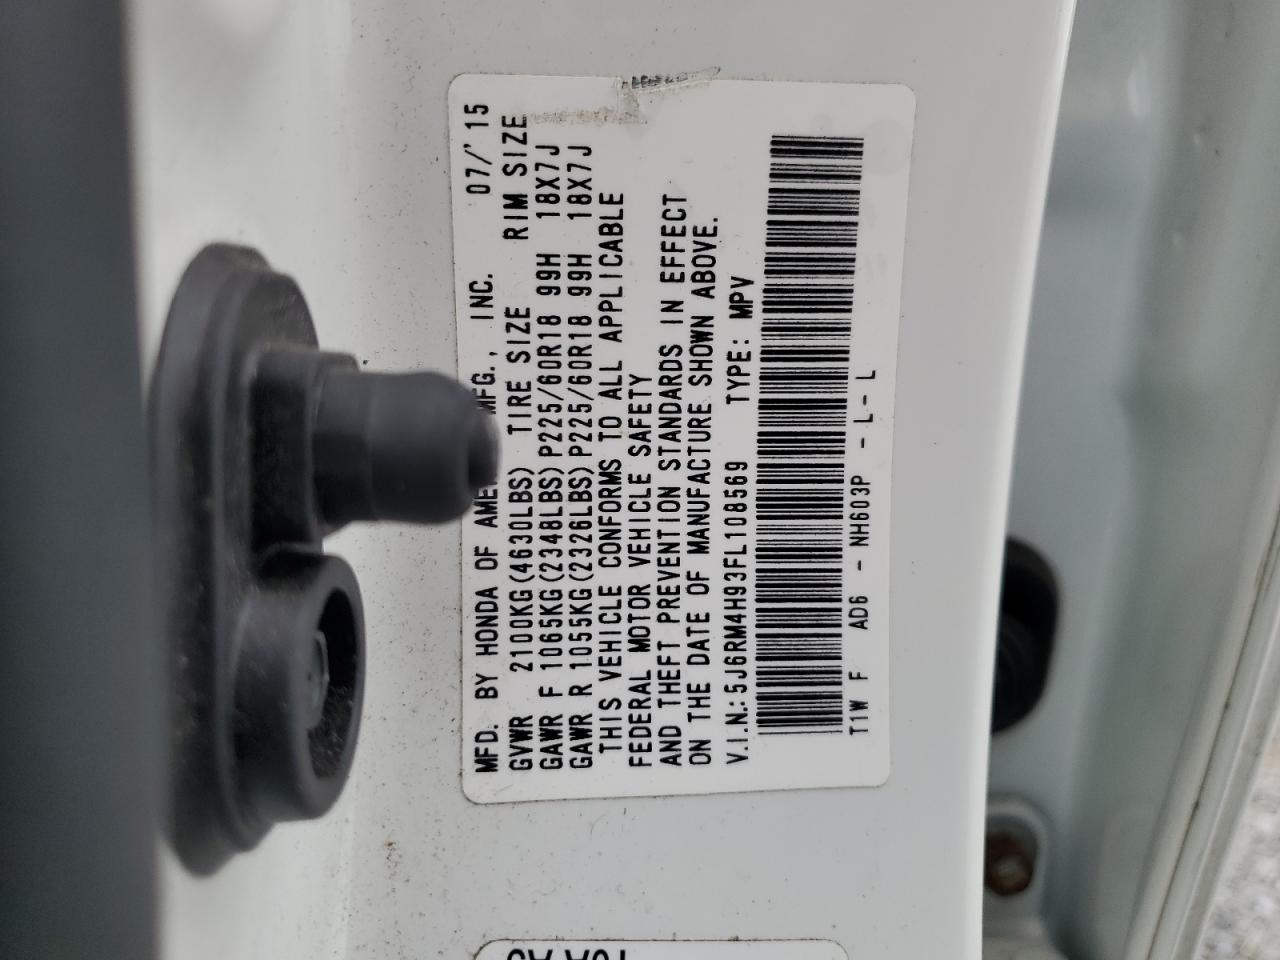 MFD. BY HONDA OF MFG., INC. 07/'15
GVWR 2100KG(4630LBS) TIRE SIZE RIM SIZE
GAWR F 1065KG(2348LBS)P225/60R18 99H 18X7J
GAWR R 1055KG(2326LBS)P225/60R18 99H 18X7J
THIS VEHICLE CONFORMS TO ALL APPLICABLE
FEDERAL MOTOR VEHICLE SAFETY
AND THEFT PREVENTION STANDARDS IN EFFECT
ON THE DATE OF MANUFACTURE SHOWN ABOVE.
V.I.N.:5J6RM4H93FL108569 TYPE: MPV
T1W F AD6 - NH603P - L - L